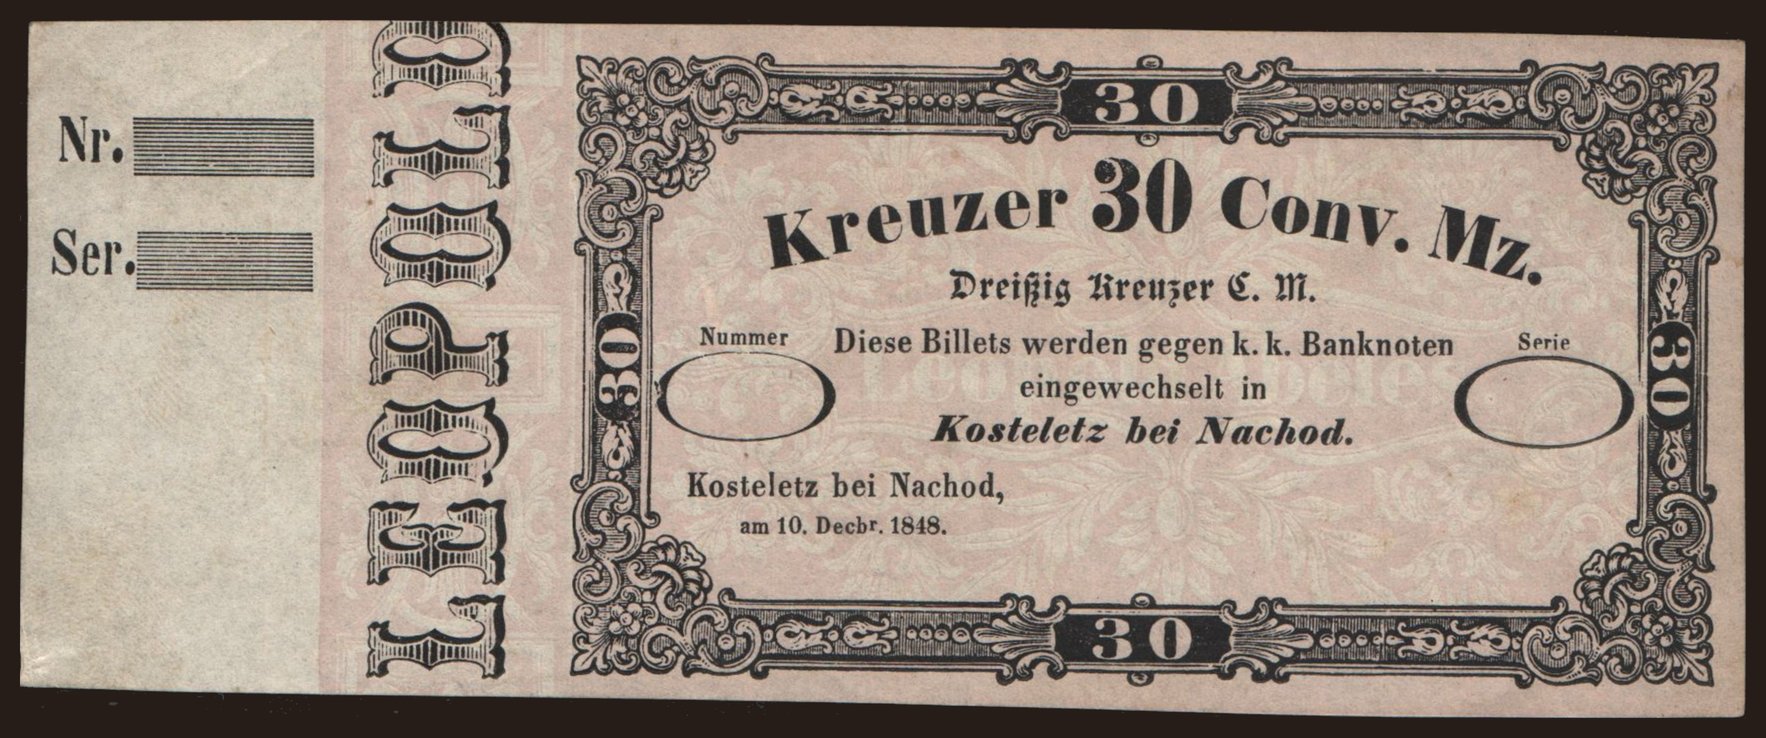 Nr.
Ser.
LEOPOLD
30
30
30
30
Kreuzer 30 Conv. Mz.
Dreißig Kreuzer C. M.
Nummer
Serie
Diese Billets werden gegen k. k. Banknoten
eingewechselt in
Kosteletz bei Nachod.
Kosteletz bei Nachod,
am 10. Decbr. 1848.